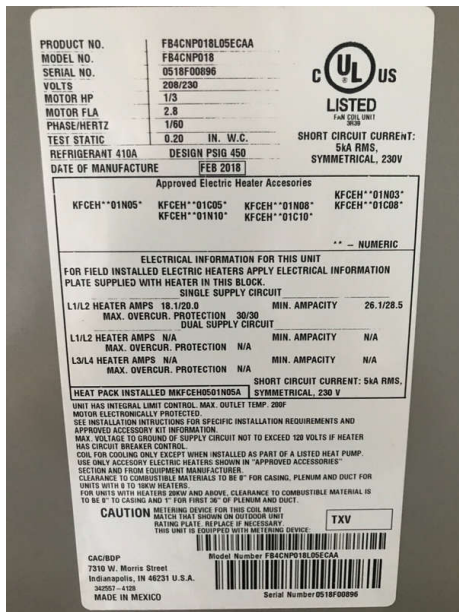 PRODUCT NO. FB4CNP018L05ECAA
MODEL NO. FB4CNP018
SERIAL NO. 0518F00896
VOLTS 208/230
MOTOR HP 1/3
MOTOR FLA 2.8
PHASE/HERTZ 1/60
TEST STATIC 0.20 IN. W.C.
REFRIGERANT 410A DESIGN PSIG 450
DATE OF MANUFACTURE FEB 2018
C UL US
LISTED
FAN COIL UNIT
3R39
SHORT CIRCUIT CURRENT:
5kA RMS,
SYMMETRICAL, 230V
Approved Electric Heater Accesories
KFCEH**01N03*
KFCEH**01N05* KFCEH**01C05* KFCEH**01N08* KFCEH**01C08*
KFCEH**01N10* KFCEH**01C10*
** – NUMERIC
ELECTRICAL INFORMATION FOR THIS UNIT
FOR FIELD INSTALLED ELECTRIC HEATERS APPLY ELECTRICAL INFORMATION
PLATE SUPPLIED WITH HEATER IN THIS BLOCK.
SINGLE SUPPLY CIRCUIT
L1/L2 HEATER AMPS 18.1/20.0 MIN. AMPACITY 26.1/28.5
MAX. OVERCUR. PROTECTION 30/30
DUAL SUPPLY CIRCUIT
L1/L2 HEATER AMPS N/A MIN. AMPACITY N/A
MAX. OVERCUR. PROTECTION N/A
L3/L4 HEATER AMPS N/A MIN. AMPACITY N/A
MAX. OVERCUR. PROTECTION N/A
SHORT CIRCUIT CURRENT: 5kA RMS,
HEAT PACK INSTALLED MKFCEH0501N05A SYMMETRICAL, 230 V
UNIT HAS INTEGRAL LIMIT CONTROL. MAX. OUTLET TEMP. 200F
MOTOR ELECTRONICALLY PROTECTED.
SEE INSTALLATION INTRUCTIONS FOR SPECIFIC INSTALLATION REQUIREMENTS AND
APPROVED ACCESSORY KIT INFORMATION.
MAX. VOLTAGE TO GROUND OF SUPPLY CIRCUIT NOT TO EXCEED 120 VOLTS IF HEATER
HAS CIRCUIT BREAKER CONTROL.
COIL FOR COOLING ONLY EXCEPT WHEN INSTALLED AS PART OF A LISTED HEAT PUMP.
USE ONLY ACCESORY ELECTRIC HEATERS SHOWN IN "APPROVED ACCESSORIES"
SECTION AND FROM EQUIPMENT MANUFACTURER.
CLEARANCE TO COMBUSTIBLE MATERIALS TO BE 0" FOR CASING, PLENUM AND DUCT FOR
UNITS WITH 0 TO 18KW HEATERS.
FOR UNITS WITH HEATERS 20KW AND ABOVE, CLEARANCE TO COMBUSTIBLE MATERIAL IS
TO BE 0" TO CASING AND 1" FOR FIRST 36" OF PLENUM AND DUCT.
CAUTION METERING DEVICE FOR THIS COIL MUST
MATCH THAT SHOWN ON OUTDOOR UNIT
RATING PLATE. REPLACE IF NECESSARY.
THIS UNIT IS EQUIPPED WITH METERING DEVICE:
TXV
CAC/BDP
7310 W. Morris Street
Indianapolis, IN 46231 U.S.A.
342557-4128
MADE IN MEXICO
Model Number FB4CNP018L05ECAA
Serial Number 0518F00896